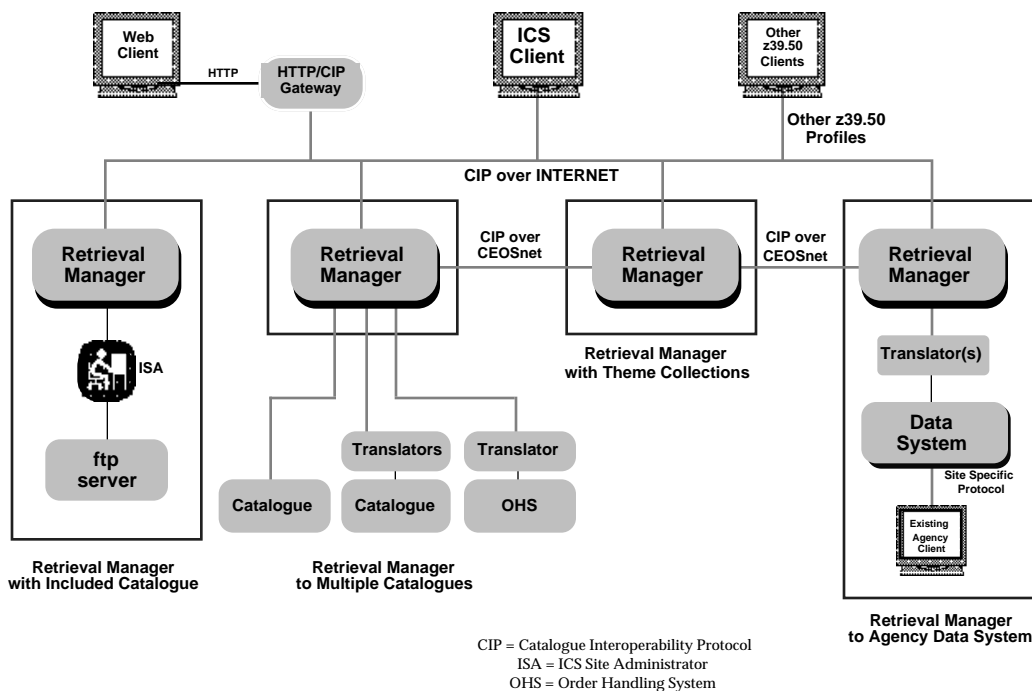 Web
Client
ICS
Client
Other
z39.50
Clients
HTTP
HTTP/CIP
Gateway
Other z39.50
Profiles
CIP over INTERNET
Retrieval
Manager
Retrieval
Manager
CIP over
CEOSnet
Retrieval
Manager
CIP over
CEOSnet
Retrieval
Manager
ISA
ftp
server
Retrieval Manager
with Included Catalogue
Catalogue
Translators
Catalogue
Translator
OHS
Retrieval Manager
to Multiple Catalogues
Retrieval Manager
with Theme Collections
Translator(s)
Data
System
Site Specific
Protocol
Existing
Agency
Client
Retrieval Manager
to Agency Data System
CIP = Catalogue Interoperability Protocol
ISA = ICS Site Administrator
OHS = Order Handling System